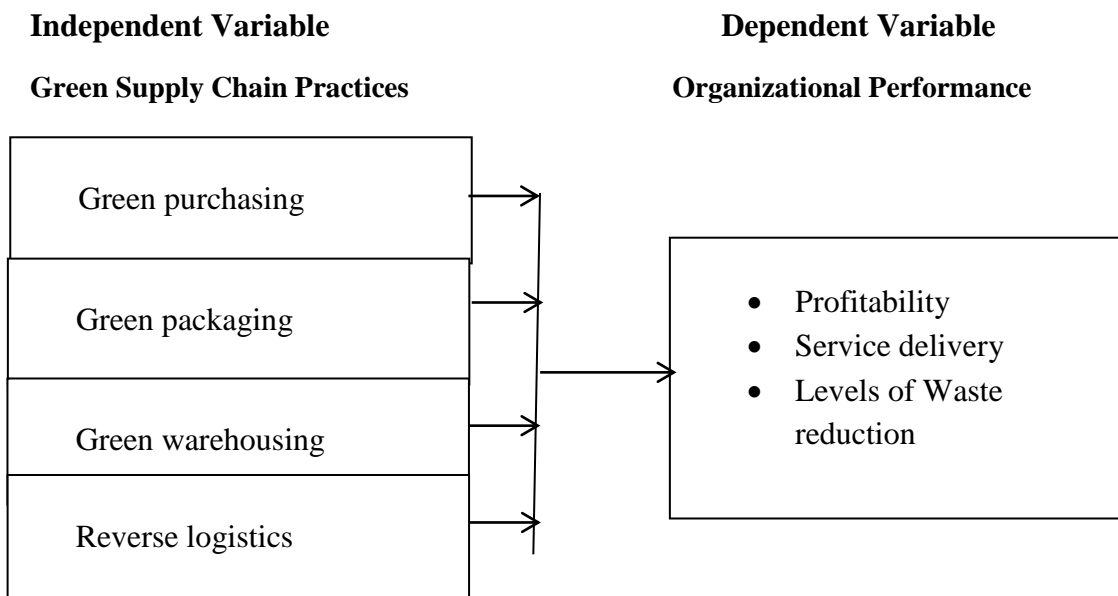 Independent Variable
Dependent Variable
Green Supply Chain Practices
Organizational Performance
Green purchasing
Green packaging
Green warehousing
Reverse logistics
• Profitability
• Service delivery
• Levels of Waste
reduction